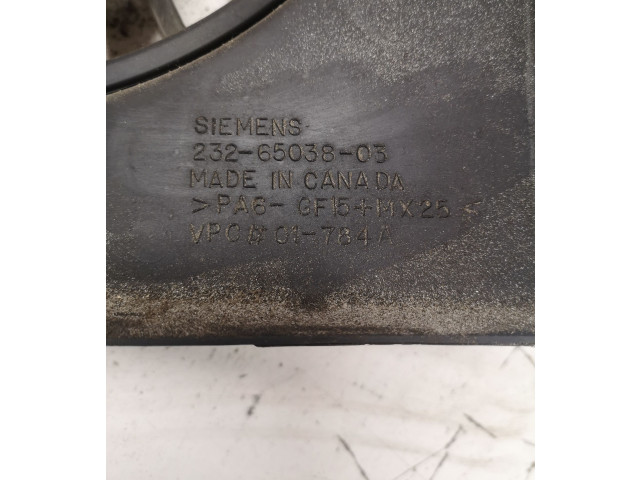 SIEMENS
232-65038-03
MADE IN CANADA
>PA6-GF15+MX25<
VPC# 01-784A